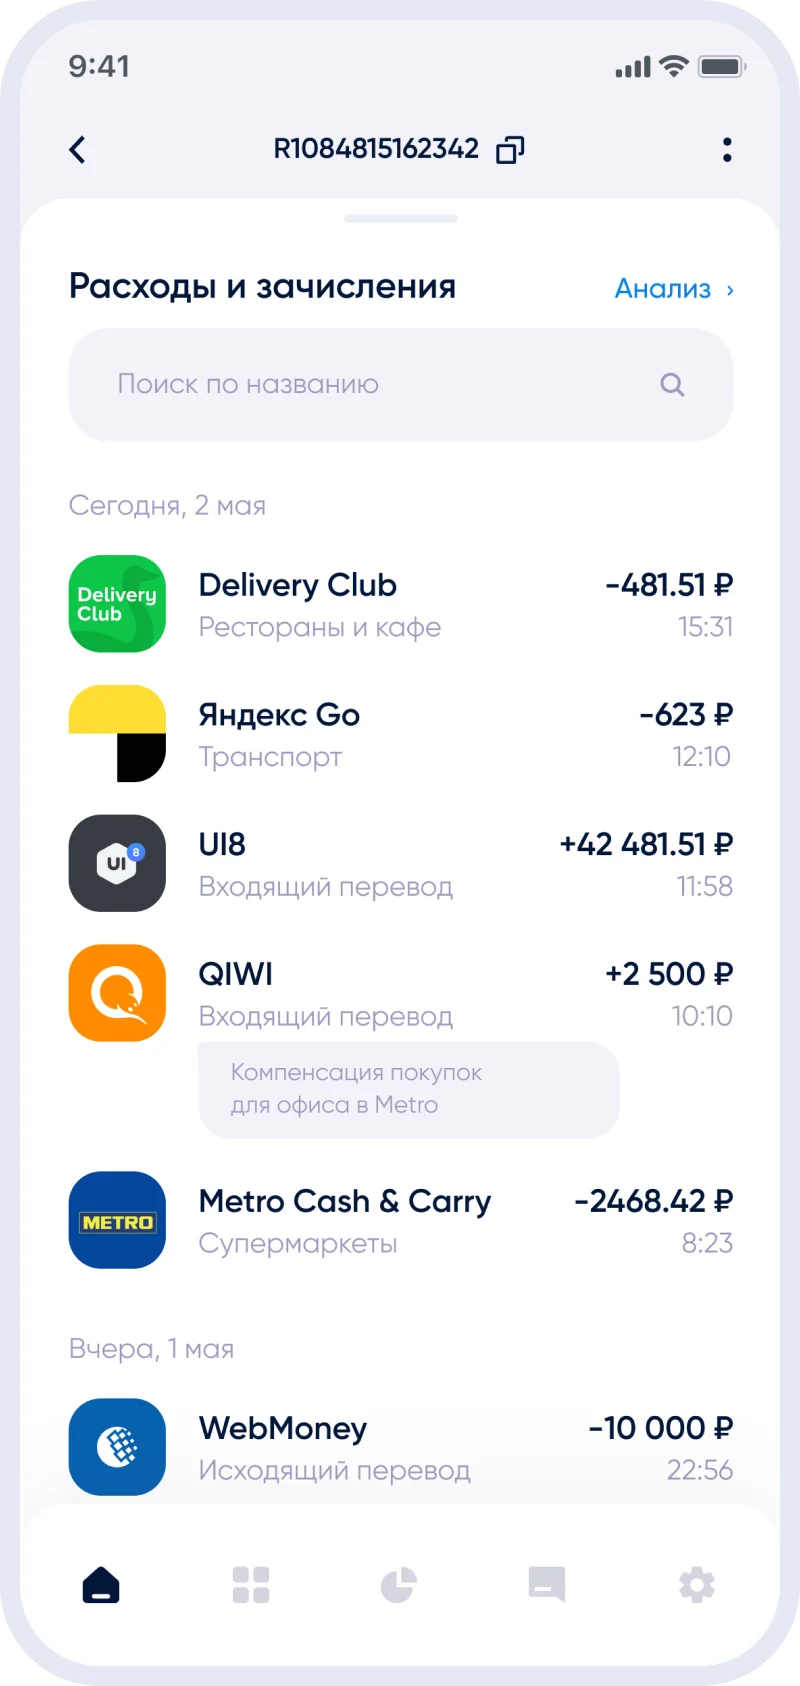 9:41
R1084815162342
Расходы и зачисления
Анализ ›
Поиск по названию
Сегодня, 2 мая
Delivery
Club
Delivery Club
-481.51 ₽
Рестораны и кафе
15:31
Яндекс Go
-623 ₽
Транспорт
12:10
UI
8
UI8
+42 481.51 ₽
Входящий перевод
11:58
QIWI
+2 500 ₽
Входящий перевод
10:10
Компенсация покупок
для офиса в Metro
METRO
Metro Cash & Carry
-2468.42 ₽
Супермаркеты
8:23
Вчера, 1 мая
WebMoney
-10 000 ₽
Исходящий перевод
22:56